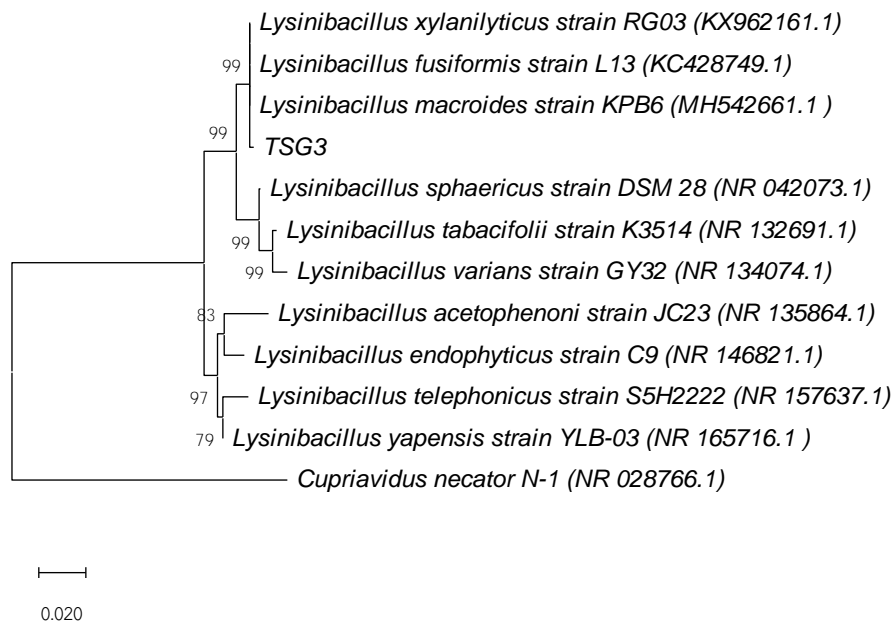 Lysinibacillus xylanilyticus strain RG03 (KX962161.1)
99
Lysinibacillus fusiformis strain L13 (KC428749.1)
Lysinibacillus macroides strain KPB6 (MH542661.1 )
99
TSG3
Lysinibacillus sphaericus strain DSM 28 (NR 042073.1)
Lysinibacillus tabacifolii strain K3514 (NR 132691.1)
99
99
Lysinibacillus varians strain GY32 (NR 134074.1)
83
Lysinibacillus acetophenoni strain JC23 (NR 135864.1)
Lysinibacillus endophyticus strain C9 (NR 146821.1)
97
Lysinibacillus telephonicus strain S5H2222 (NR 157637.1)
79
Lysinibacillus yapensis strain YLB-03 (NR 165716.1 )
Cupriavidus necator N-1 (NR 028766.1)
0.020